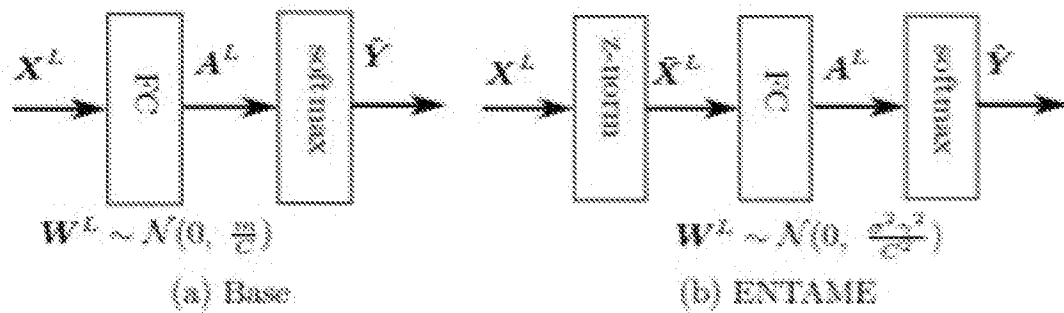 X^L FC A^L softmax Ŷ
W^L ~ N(0, m/C)
(a) Base
X^L z-norm X̃^L FC A^L softmax Ŷ
W^L ~ N(0, )
(b) ENTAME